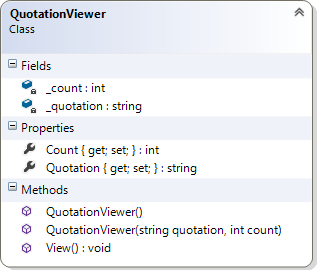 QuotationViewer
Class
Fields
_count : int
_quotation : string
Properties
Count { get; set; } : int
Quotation { get; set; } : string
Methods
QuotationViewer()
QuotationViewer(string quotation, int count)
View() : void